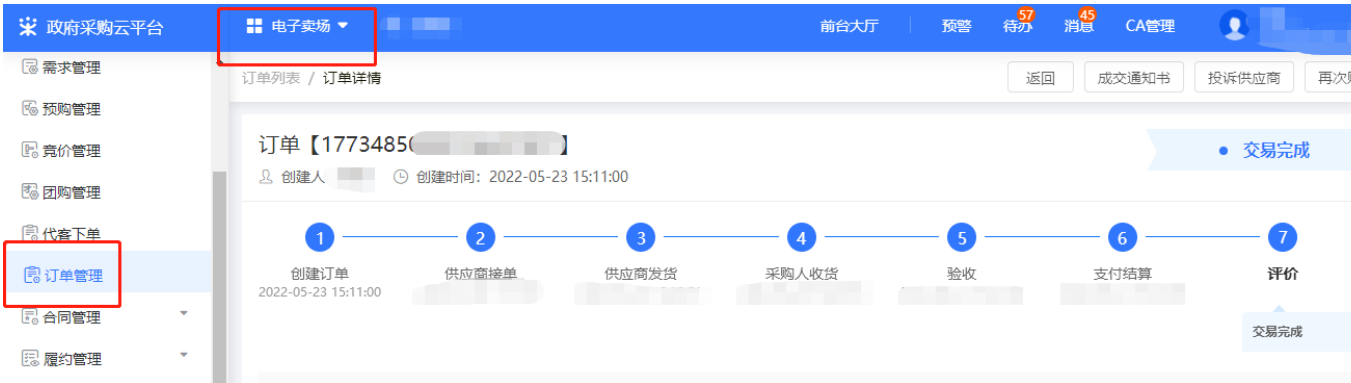 政府采购云平台
电子卖场
前台大厅
预警
待办
57
消息
45
CA管理
需求管理
预购管理
竞价管理
团购管理
代客下单
订单管理
合同管理
履约管理
订单列表 / 订单详情
返回
成交通知书
投诉供应商
再次
订单【1773485
】
交易完成
创建人
创建时间：2022-05-23 15:11:00
1
2
3
4
5
6
7
创建订单
供应商接单
供应商发货
采购人收货
验收
支付结算
评价
2022-05-23 15:11:00
交易完成